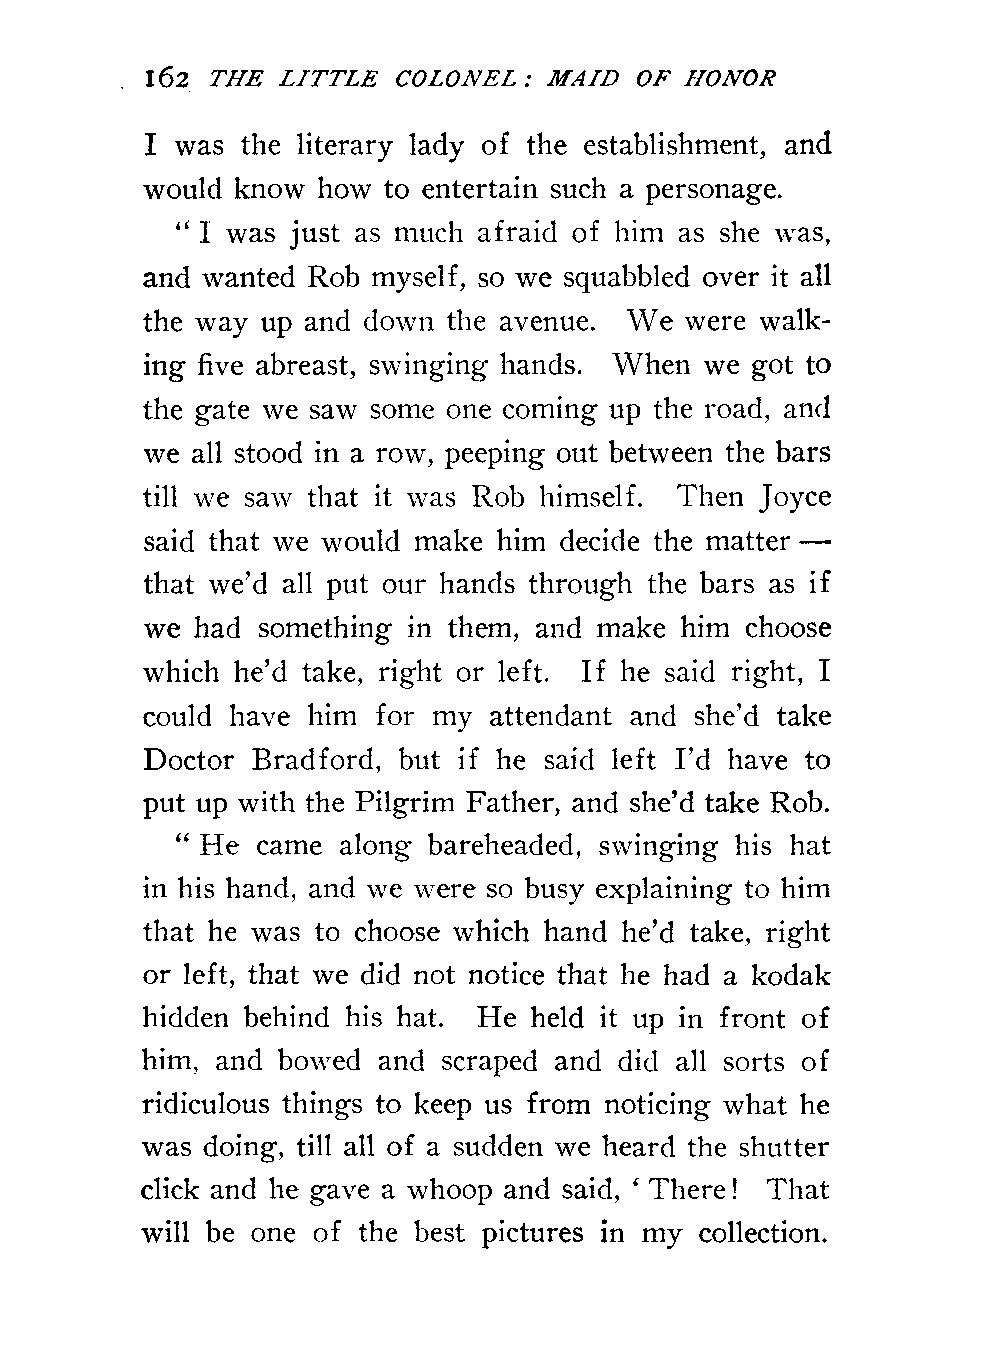 162 THE LITTLE COLONEL: MAID OF HONOR
I was the literary lady of the establishment, and
would know how to entertain such a personage.
“ I was just as much afraid of him as she was,
and wanted Rob myself, so we squabbled over it all
the way up and down the avenue. We were walk-
ing five abreast, swinging hands. When we got to
the gate we saw some one coming up the road, and
we all stood in a row, peeping out between the bars
till we saw that it was Rob himself. Then Joyce
said that we would make him decide the matter —
that we’d all put our hands through the bars as if
we had something in them, and make him choose
which he’d take, right or left. If he said right, I
could have him for my attendant and she’d take
Doctor Bradford, but if he said left I’d have to
put up with the Pilgrim Father, and she’d take Rob.
“ He came along bareheaded, swinging his hat
in his hand, and we were so busy explaining to him
that he was to choose which hand he’d take, right
or left, that we did not notice that he had a kodak
hidden behind his hat. He held it up in front of
him, and bowed and scraped and did all sorts of
ridiculous things to keep us from noticing what he
was doing, till all of a sudden we heard the shutter
click and he gave a whoop and said, ‘ There! That
will be one of the best pictures in my collection.